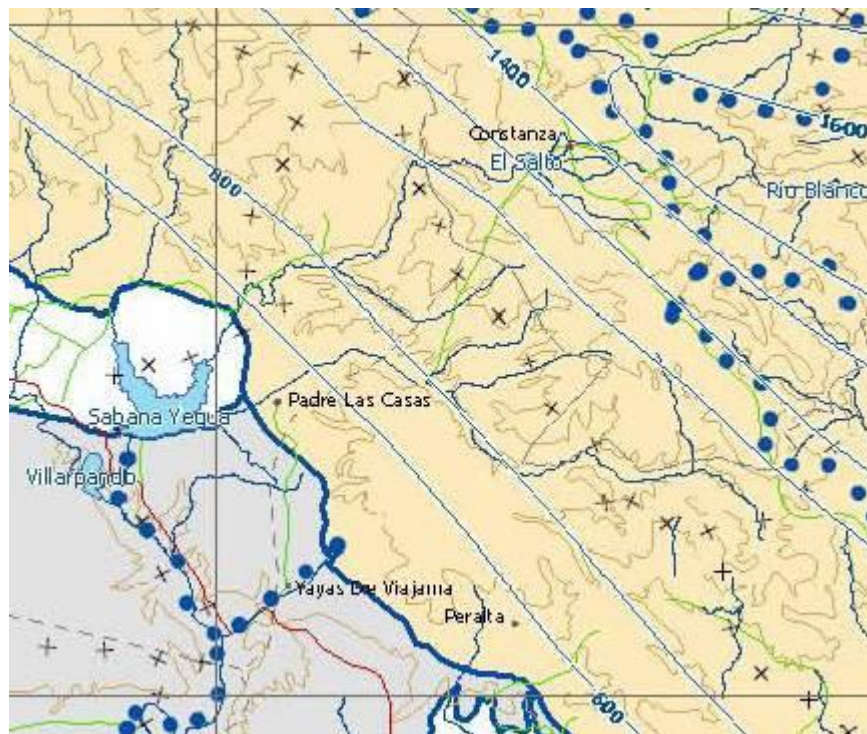 1400
1600
Constanza
El Salto
Rio Blanco
800
Padre Las Casas
Sabana Yegua
Villarpando
Yayas De Viajama
Peralta
600